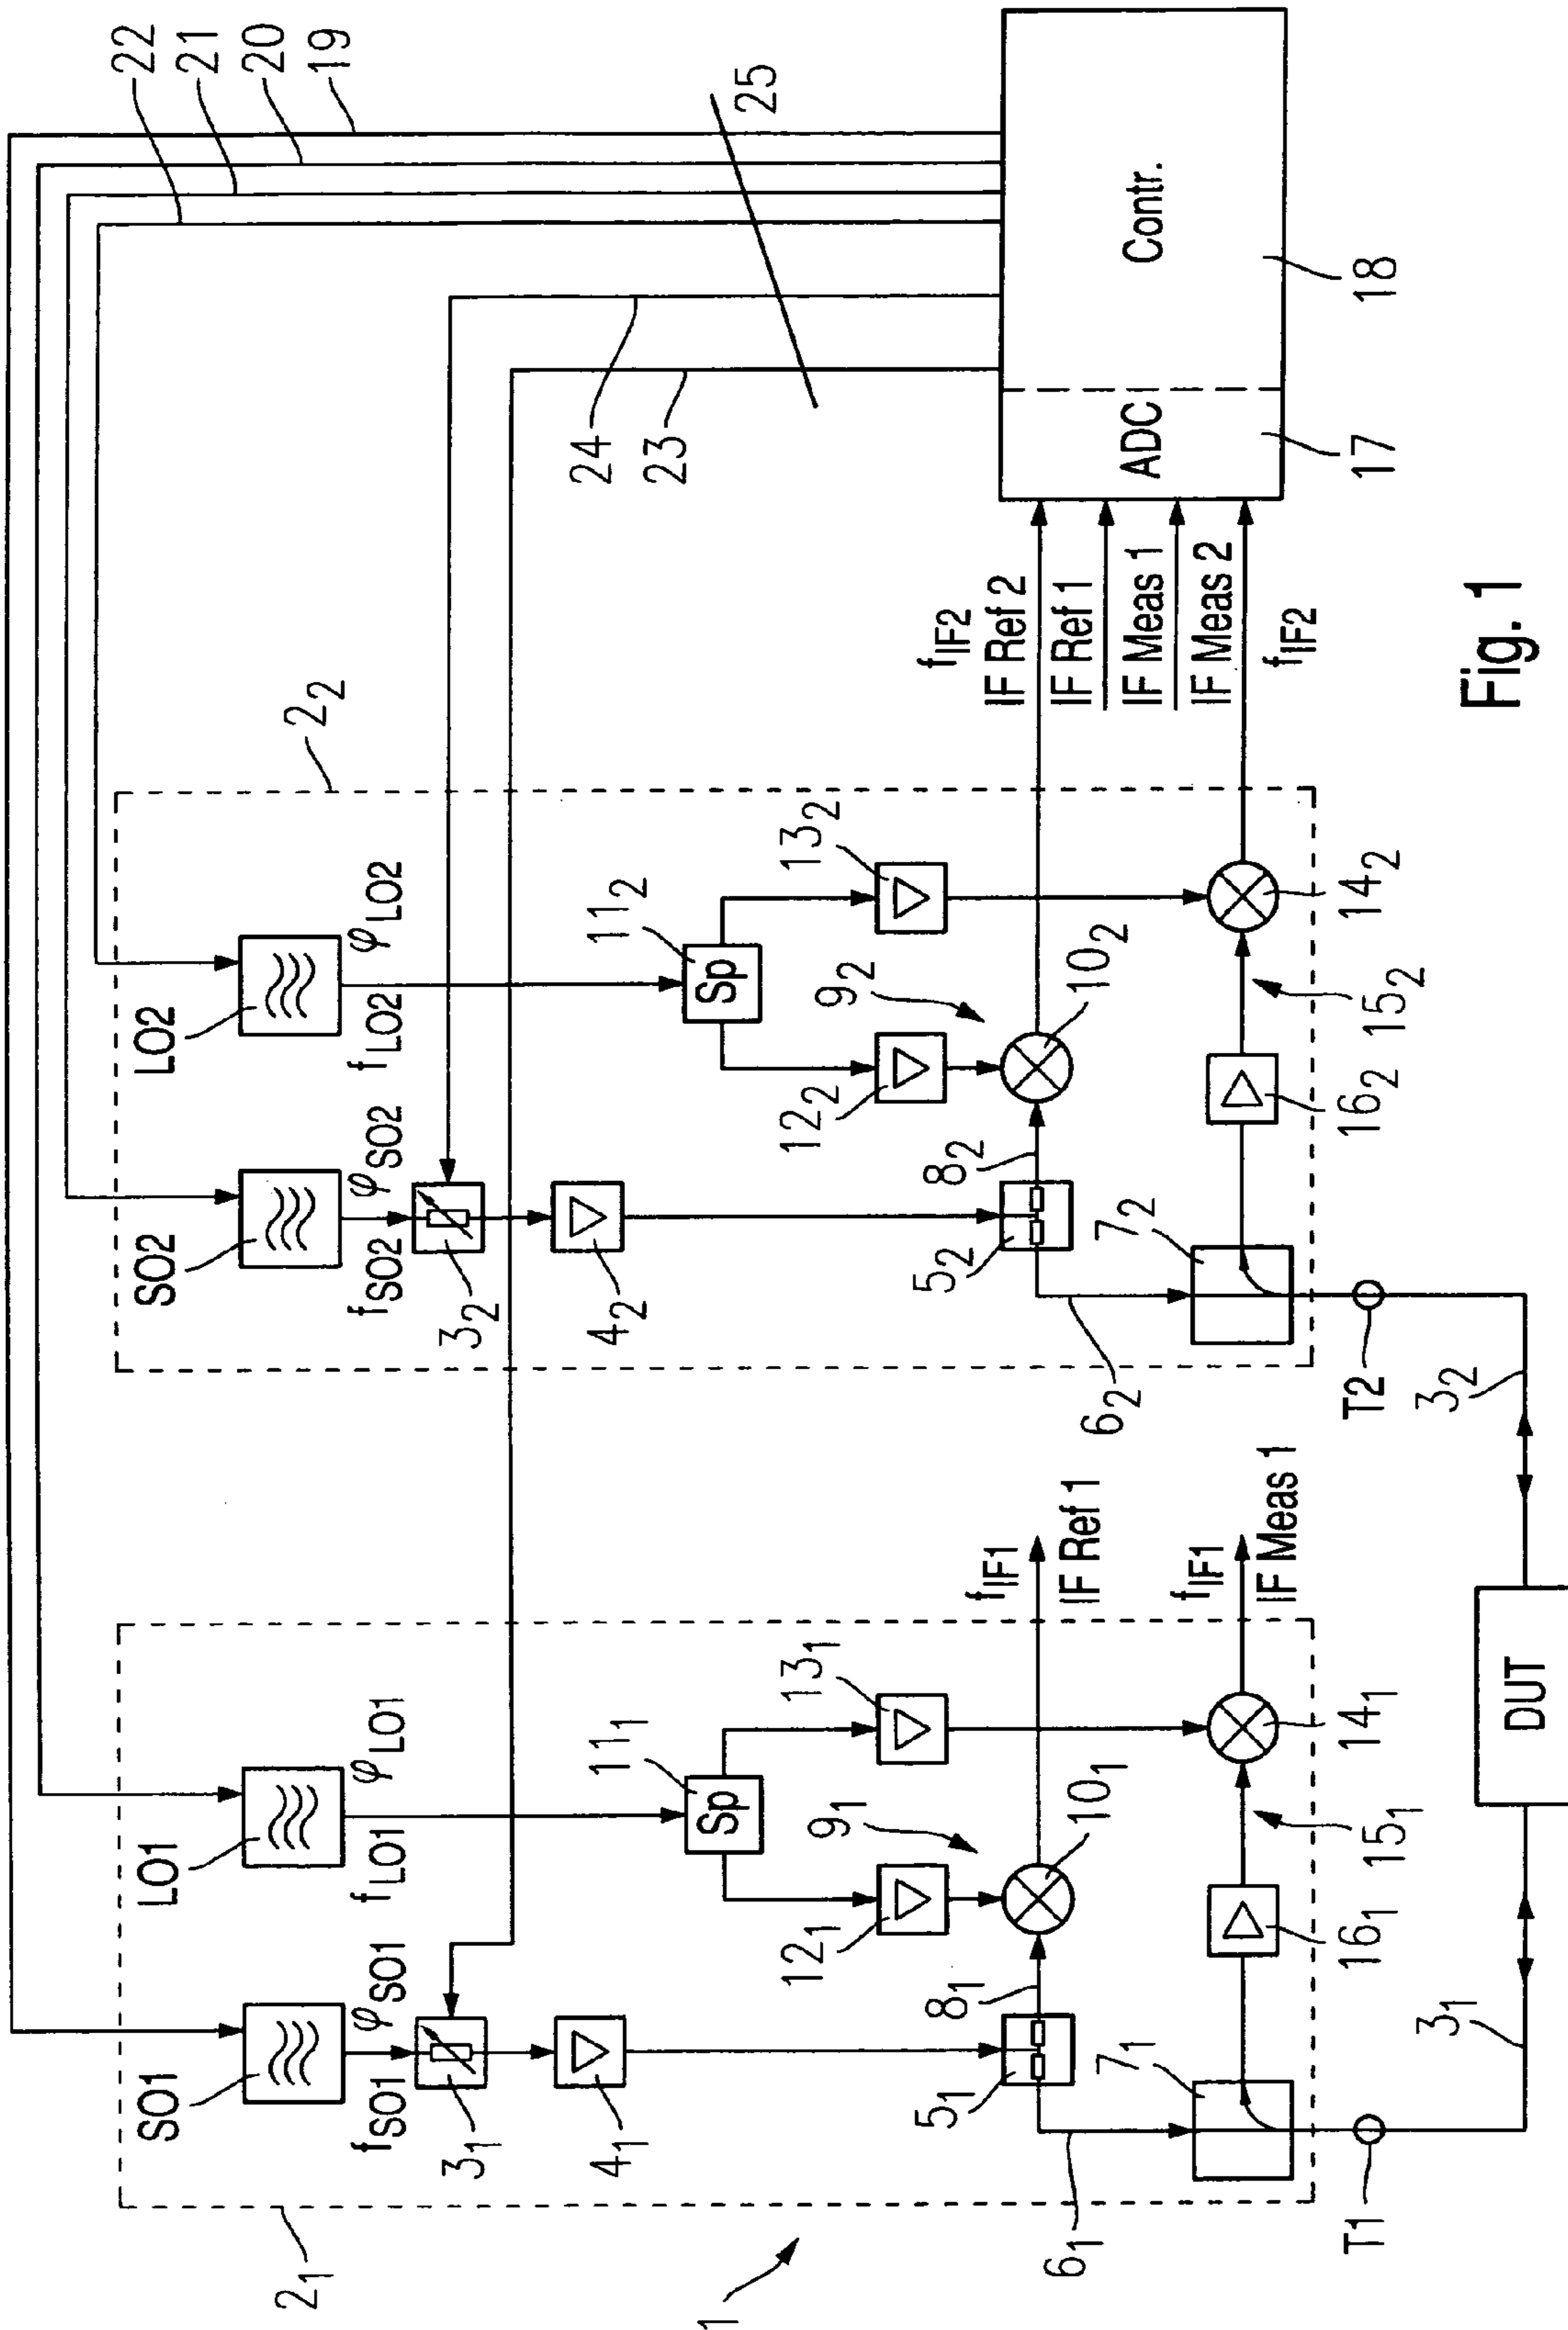 22
21
20
19
25
24
23
2₂
LO2
f_LO2
φ_LO2
SO2
f_SO2
φ_SO2
3₂
4₂
11₂
Sp
13₂
12₂
9₂
10₂
8₂
5₂
6₂
7₂
14₂
15₂
16₂
T2
3₂
f_IF2
IF Ref 2
IF Ref 1
IF Meas 1
IF Meas 2
f_IF2
ADC
Contr.
17
18
2₁
LO1
f_LO1
φ_LO1
SO1
f_SO1
φ_SO1
3₁
4₁
11₁
Sp
13₁
12₁
9₁
10₁
8₁
5₁
6₁
7₁
14₁
15₁
16₁
T1
3₁
f_IF1
IF Ref 1
f_IF1
IF Meas 1
DUT
1
Fig. 1